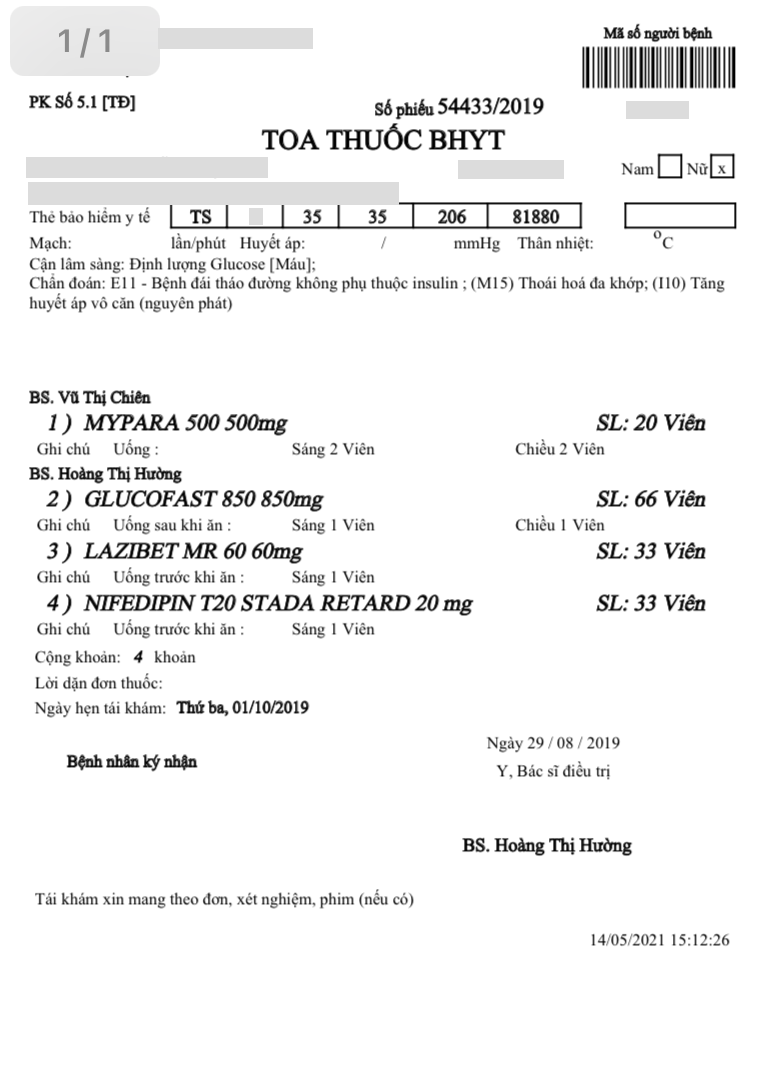 1/1
Mã số người bệnh
PK Số 5.1 [TĐ]
Số phiếu 54433/2019
TOA THUỐC BHYT
Nam Nữ x
Thẻ bảo hiểm y tế TS 35 35 206 81880
Mạch: lần/phút Huyết áp: / mmHg Thân nhiệt: °C
Cận lâm sàng: Định lượng Glucose [Máu];
Chẩn đoán: E11 - Bệnh đái tháo đường không phụ thuộc insulin ; (M15) Thoái hoá đa khớp; (I10) Tăng
huyết áp vô căn (nguyên phát)
BS. Vũ Thị Chiên
1 ) MYPARA 500 500mg SL: 20 Viên
Ghi chú Uống : Sáng 2 Viên Chiều 2 Viên
BS. Hoàng Thị Hường
2 ) GLUCOFAST 850 850mg SL: 66 Viên
Ghi chú Uống sau khi ăn : Sáng 1 Viên Chiều 1 Viên
3 ) LAZIBET MR 60 60mg SL: 33 Viên
Ghi chú Uống trước khi ăn : Sáng 1 Viên
4 ) NIFEDIPIN T20 STADA RETARD 20 mg SL: 33 Viên
Ghi chú Uống trước khi ăn : Sáng 1 Viên
Cộng khoản: 4 khoản
Lời dặn đơn thuốc:
Ngày hẹn tái khám: Thứ ba, 01/10/2019
Ngày 29 / 08 / 2019
Bệnh nhân ký nhận
Y, Bác sĩ điều trị
BS. Hoàng Thị Hường
Tái khám xin mang theo đơn, xét nghiệm, phim (nếu có)
14/05/2021 15:12:26